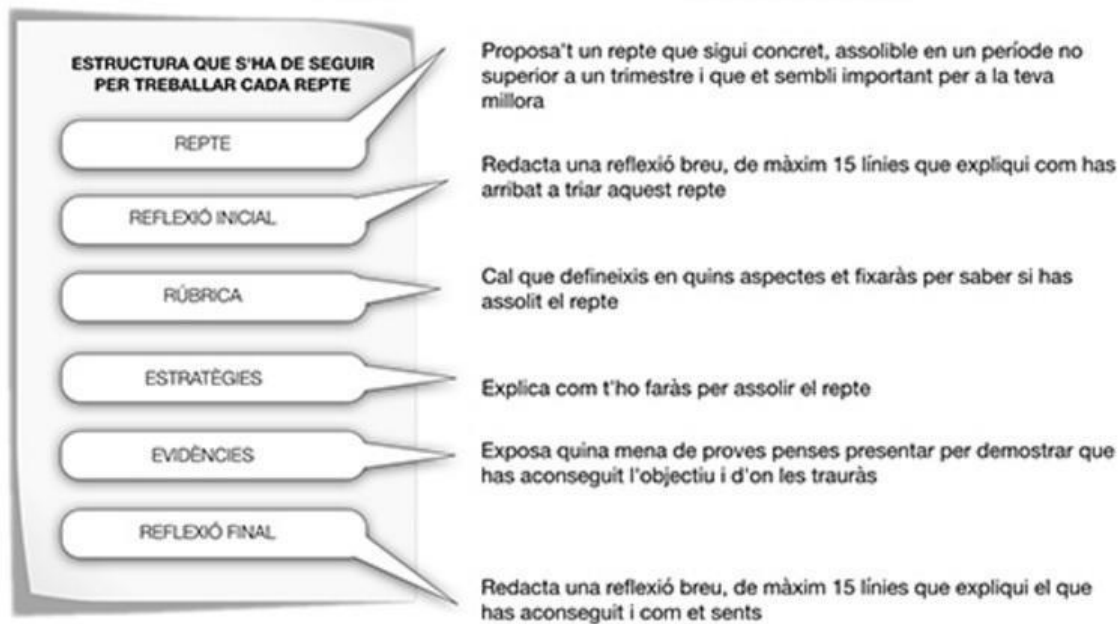 ESTRUCTURA QUE S'HA DE SEGUIR
PER TREBALLAR CADA REPTE
REPTE
Proposa't un repte que sigui concret, assolible en un període no
superior a un trimestre i que et sembli important per a la teva
millora
REFLEXIÓ INICIAL
Redacta una reflexió breu, de màxim 15 línies que expliqui com has
arribat a triar aquest repte
RÚBRICA
Cal que defineixis en quins aspectes et fixaràs per saber si has
assolit el repte
ESTRATÈGIES
Explica com t'ho faràs per assolir el repte
EVIDÈNCIES
Exposa quina mena de proves penses presentar per demostrar que
has aconseguit l'objectiu i d'on les trauràs
REFLEXIÓ FINAL
Redacta una reflexió breu, de màxim 15 línies que expliqui el que
has aconseguit i com et sents